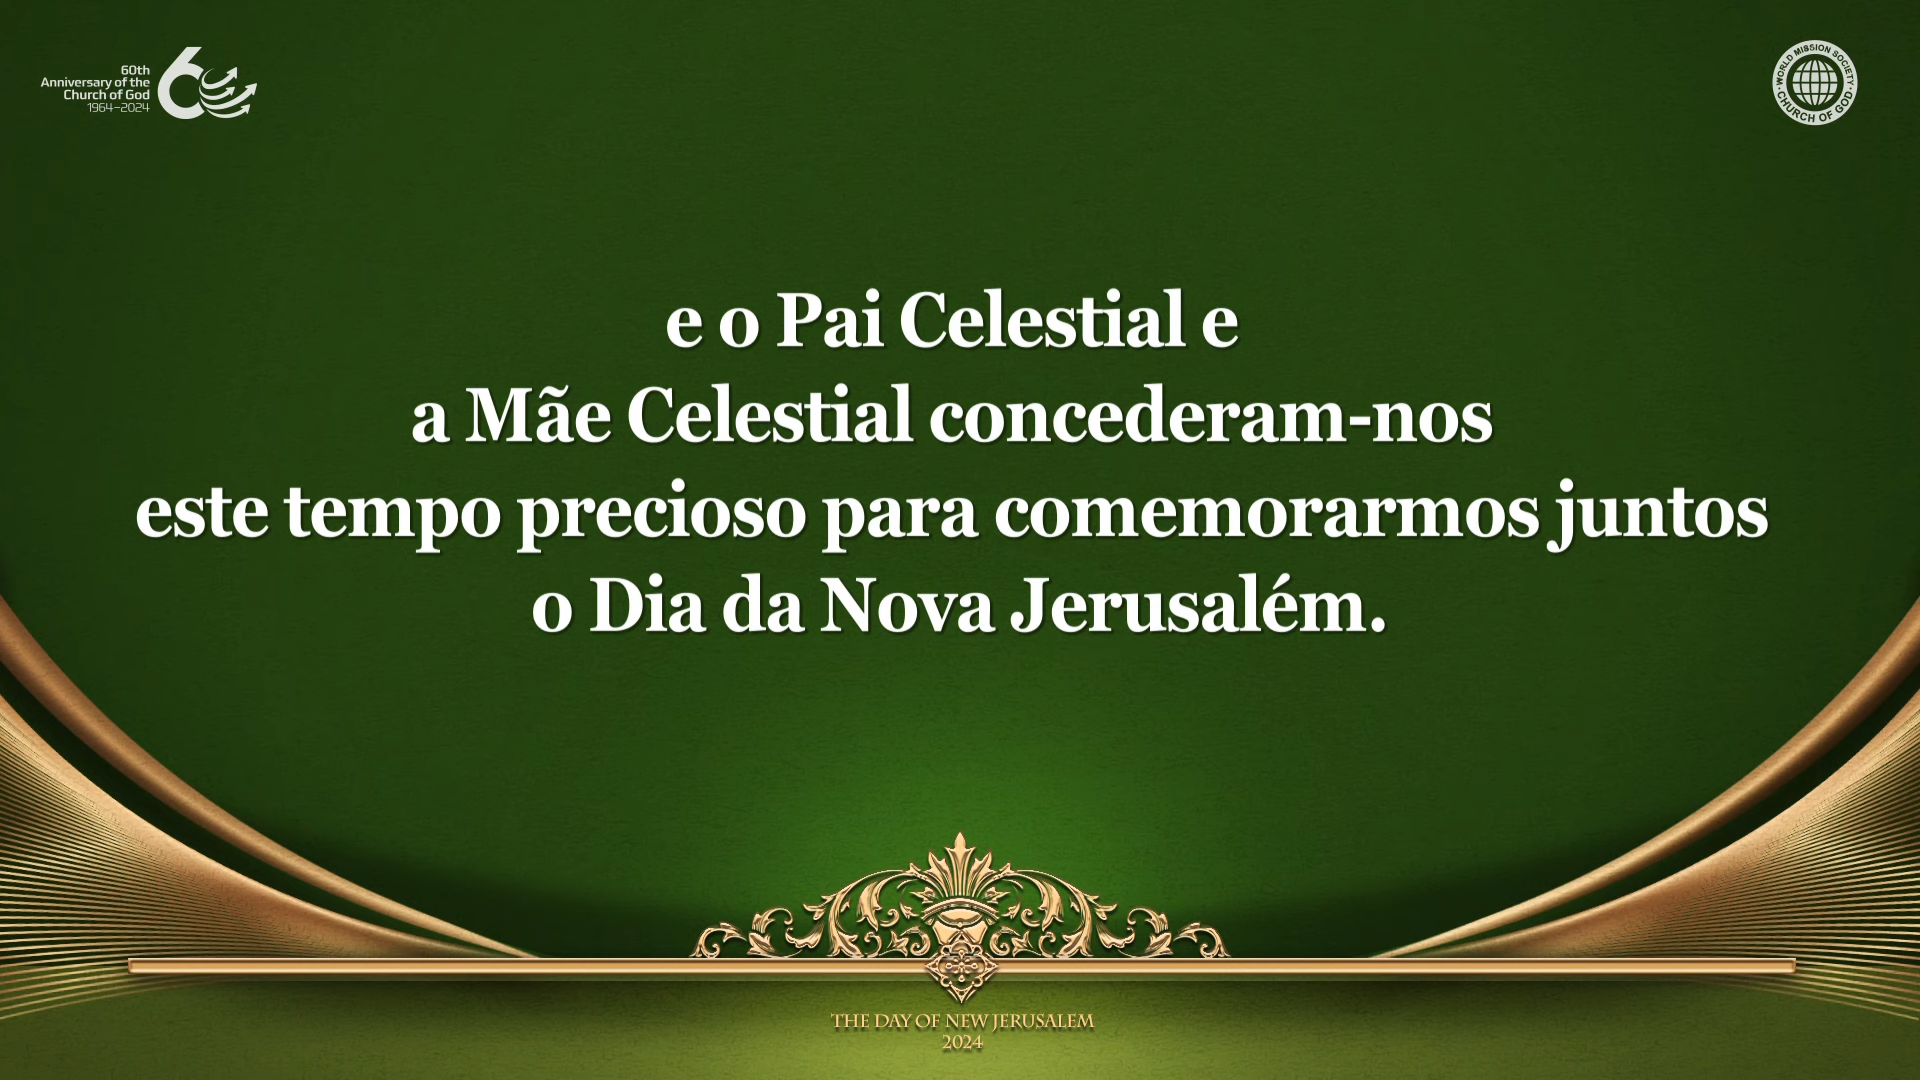 60th
Anniversary of the
Church of God
1964–2024
60
WORLD MISSION SOCIETY
CHURCH OF GOD
e o Pai Celestial e
a Mãe Celestial concederam-nos
este tempo precioso para comemorarmos juntos
o Dia da Nova Jerusalém.
THE DAY OF NEW JERUSALEM
2024